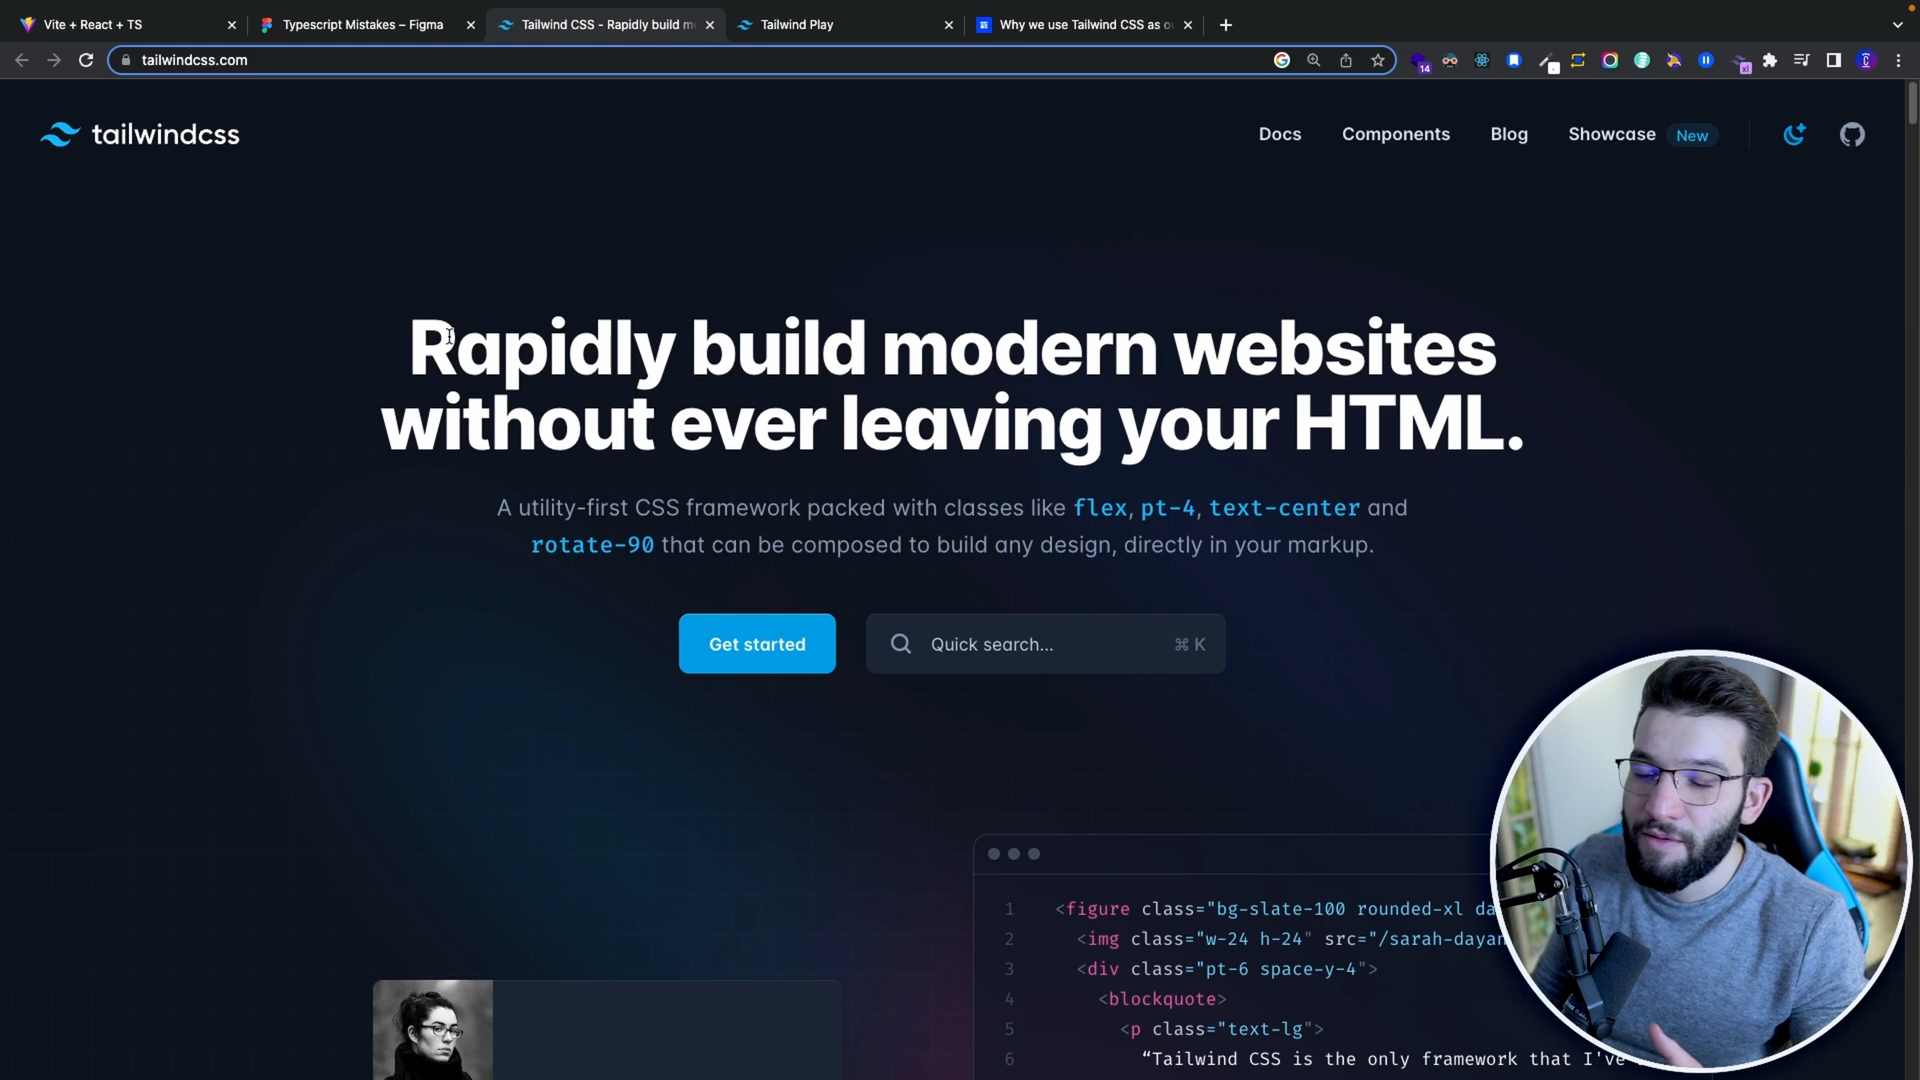 Vite + React + TS
Typescript Mistakes – Figma
Tailwind CSS - Rapidly build m
Tailwind Play
Why we use Tailwind CSS as o
tailwindcss.com
14
xl
tailwindcss
Docs
Components
Blog
Showcase
New
Rapidly build modern websites
without ever leaving your HTML.
A utility-first CSS framework packed with classes like flex, pt-4, text-center and
rotate-90 that can be composed to build any design, directly in your markup.
Get started
Quick search...
⌘ K
1 <figure class="bg-slate-100 rounded-xl da
2 <img class="w-24 h-24" src="/sarah-dayan
3 <div class="pt-6 space-y-4">
4 <blockquote>
5 <p class="text-lg">
6 “Tailwind CSS is the only framework that I've